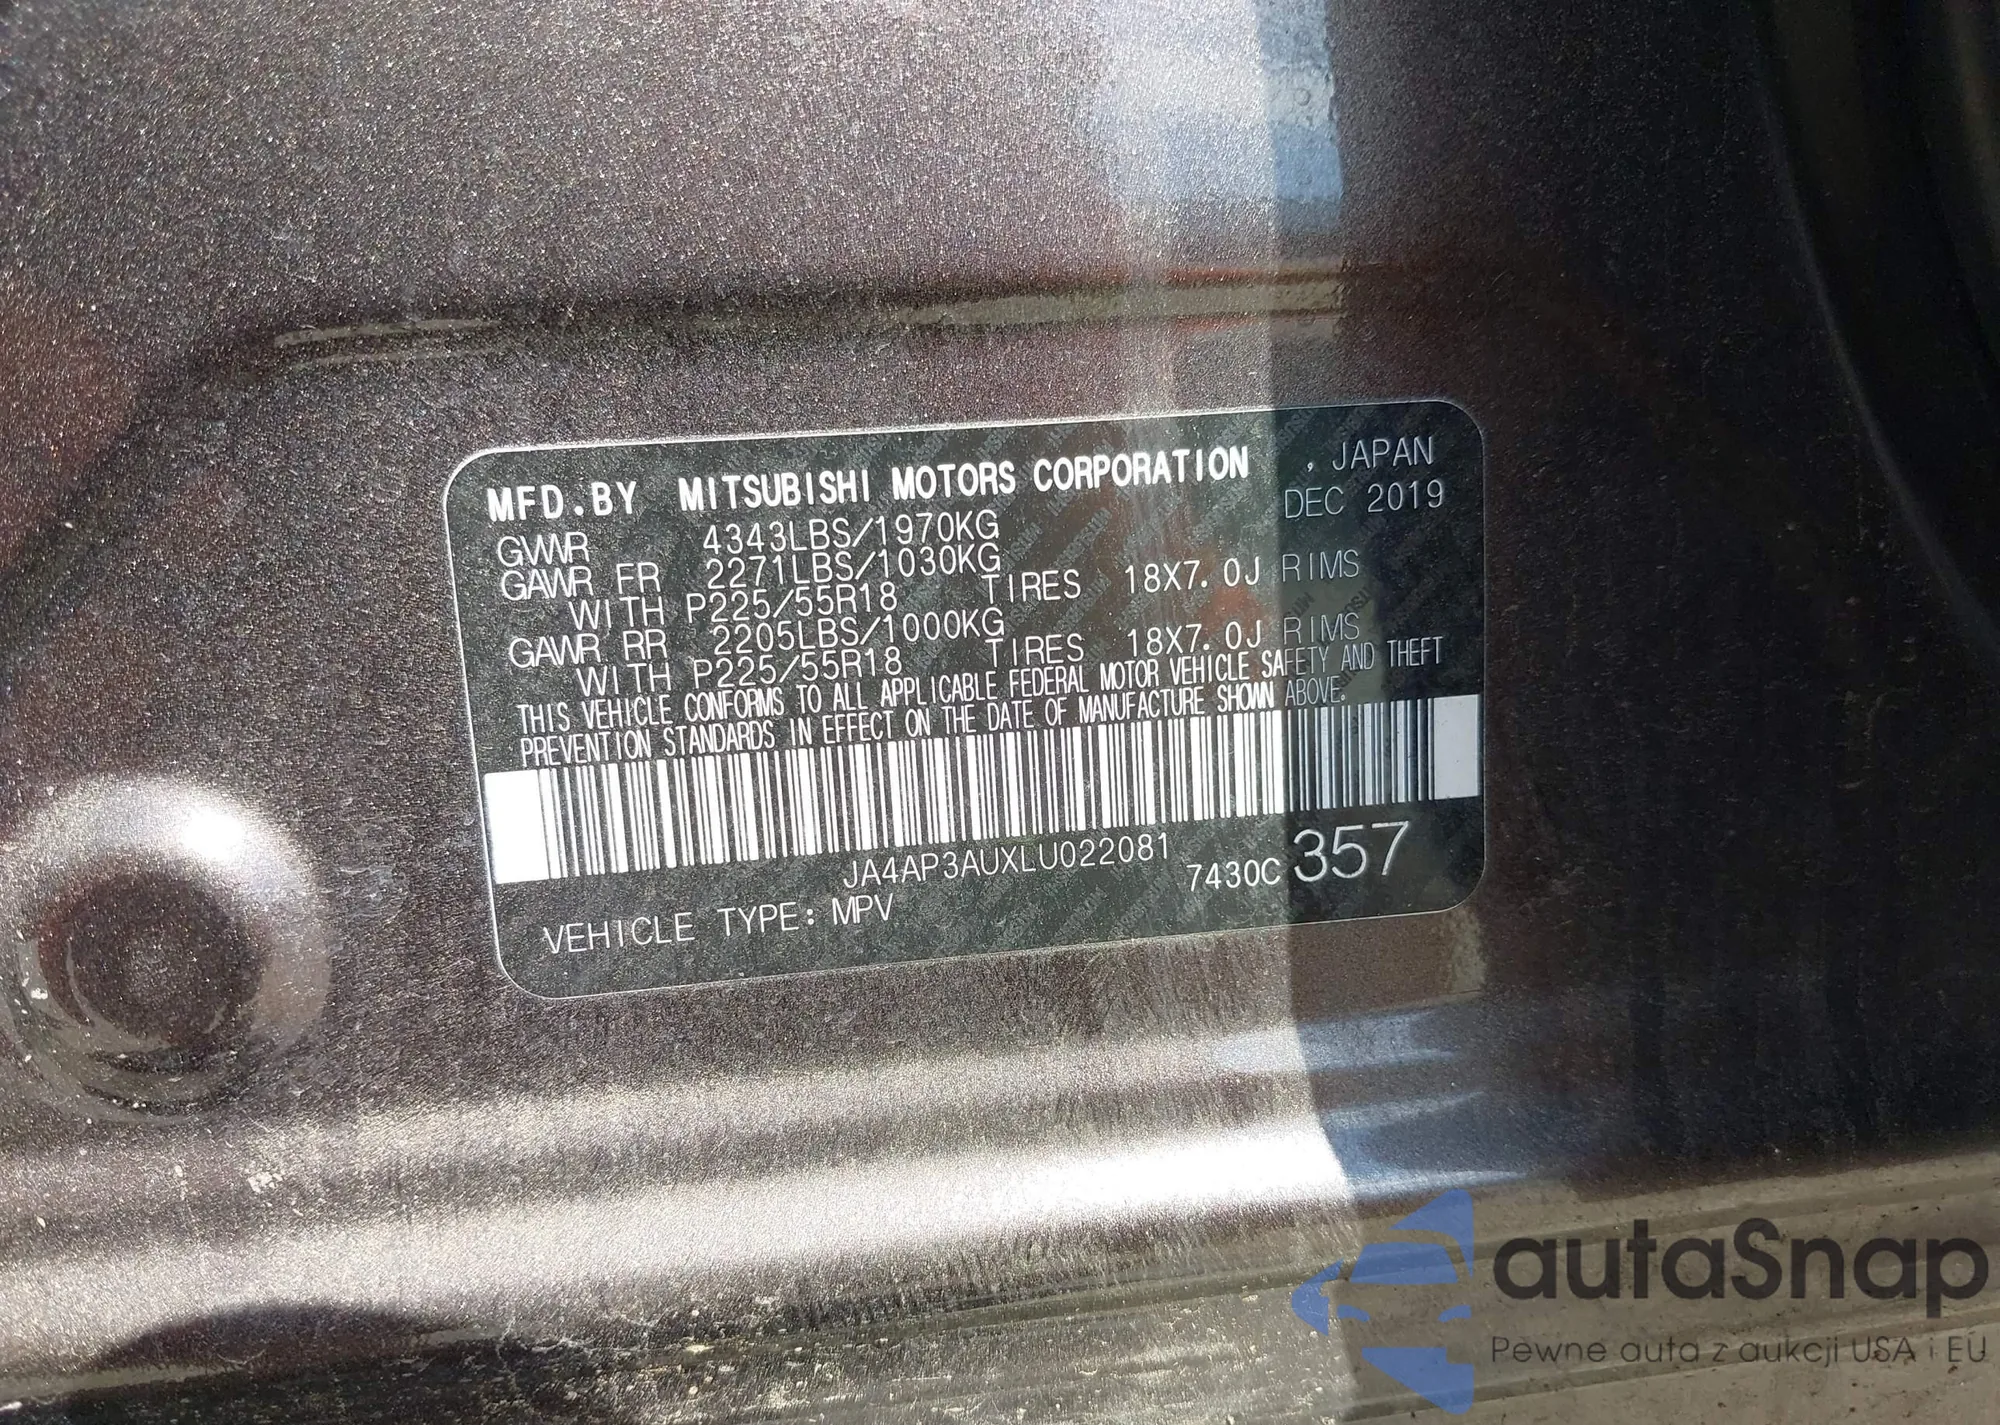 MFD.BY MITSUBISHI MOTORS CORPORATION , JAPAN
DEC 2019
GVWR 4343LBS/1970KG
GAWR FR 2271LBS/1030KG
WITH P225/55R18 TIRES 18X7.0J RIMS
GAWR RR 2205LBS/1000KG
WITH P225/55R18 TIRES 18X7.0J RIMS
THIS VEHICLE CONFORMS TO ALL APPLICABLE FEDERAL MOTOR VEHICLE SAFETY AND THEFT
PREVENTION STANDARDS IN EFFECT ON THE DATE OF MANUFACTURE SHOWN ABOVE.
JA4AP3AUXLU022081
7430C 357
VEHICLE TYPE: MPV
autaSnap
Pewne auta z aukcji USA i EU